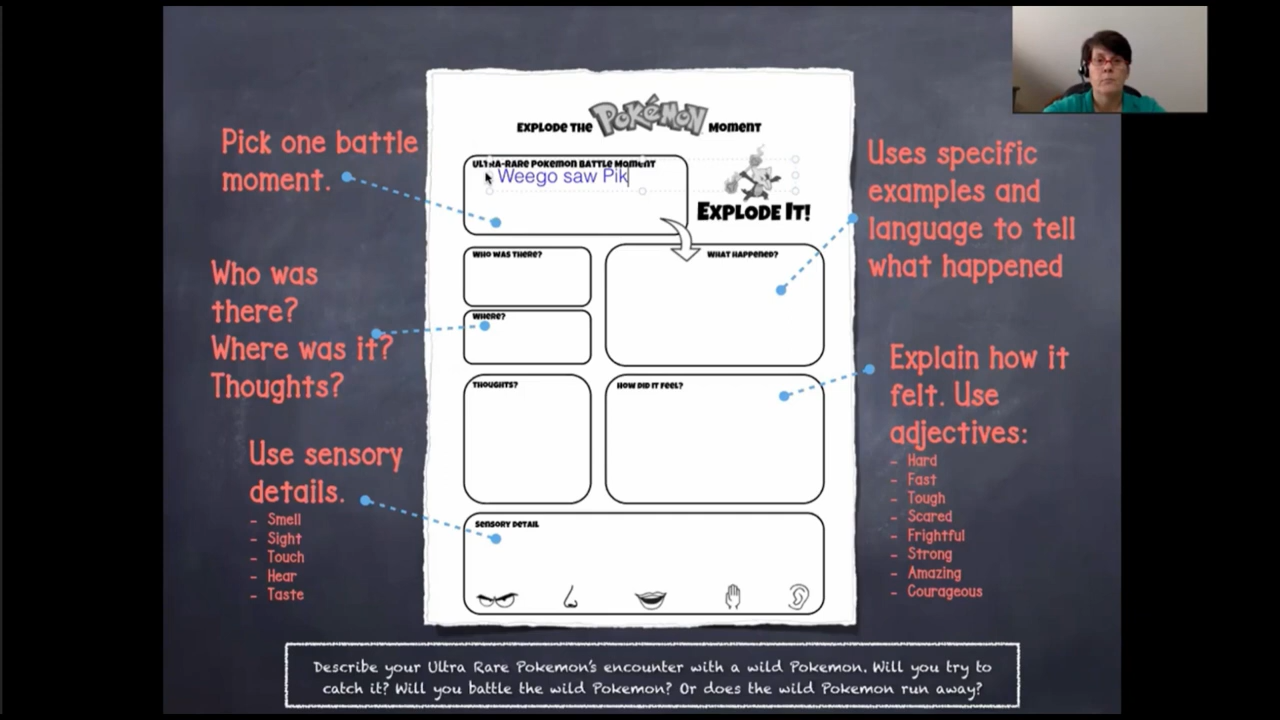 EXPLODE THE POKéMON MOMENT
Pick one battle
moment.
ULTRA-RARE POKEMON BATTLE MOMENT
Weego saw Pik
EXPLODE IT!
Uses specific
examples and
language to tell
what happened
Who was
there?
Where was it?
Thoughts?
WHO WAS THERE?
WHAT HAPPENED?
WHERE?
THOUGHTS?
HOW DID IT FEEL?
Explain how it
felt. Use
adjectives:
- Hard
- Fast
- Tough
- Scared
- Frightful
- Strong
- Amazing
- Courageous
Use sensory
details.
- Smell
- Sight
- Touch
- Hear
- Taste
SENSORY DETAIL
Describe your Ultra Rare Pokemon's encounter with a wild Pokemon. Will you try to
catch it? Will you battle the wild Pokemon? Or does the wild Pokemon run away?